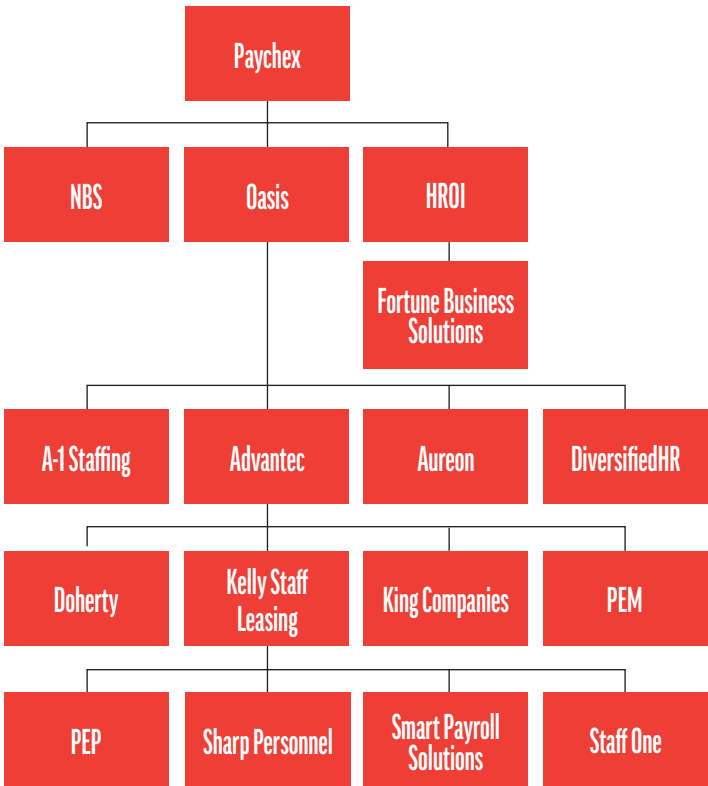 Paychex
NBS
Oasis
HROI
Fortune Business
Solutions
A-1 Staffing
Advantec
Aureon
DiversifiedHR
Doherty
Kelly Staff
Leasing
King Companies
PEM
PEP
Sharp Personnel
Smart Payroll
Solutions
Staff One